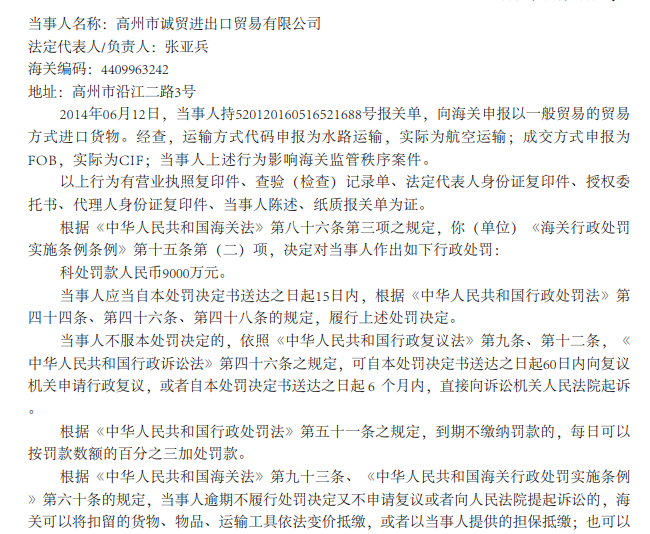 当事人名称：高州市诚贸进出口贸易有限公司
法定代表人/负责人：张亚兵
海关编码：4409963242
地址：高州市沿江二路3号
2014年06月12日，当事人持520120160516521688号报关单，向海关申报以一般贸易的贸易
方式进口货物。经查，运输方式代码申报为水路运输，实际为航空运输；成交方式申报为
FOB，实际为CIF；当事人上述行为影响海关监管秩序案件。
以上行为有营业执照复印件、查验（检查）记录单、法定代表人身份证复印件、授权委
托书、代理人身份证复印件、当事人陈述、纸质报关单为证。
根据《中华人民共和国海关法》第八十六条第三项之规定，你（单位）《海关行政处罚
实施条例条例》第十五条第（二）项，决定对当事人作出如下行政处罚：
科处罚款人民币9000万元。
当事人应当自本处罚决定书送达之日起15日内，根据《中华人民共和国行政处罚法》第
四十四条、第四十六条、第四十八条的规定，履行上述处罚决定。
当事人不服本处罚决定的，依照《中华人民共和国行政复议法》第九条、第十二条，《
中华人民共和国行政诉讼法》第四十六条之规定，可自本处罚决定书送达之日起60日内向复议
机关申请行政复议，或者自本处罚决定书送达之日起 6 个月内，直接向诉讼机关人民法院起诉
。
根据《中华人民共和国行政处罚法》第五十一条之规定，到期不缴纳罚款的，每日可以
按罚款数额的百分之三加处罚款。
根据《中华人民共和国海关法》第九十三条、《中华人民共和国海关行政处罚实施条例
》第六十条的规定，当事人逾期不履行处罚决定又不申请复议或者向人民法院提起诉讼的，海
关可以将扣留的货物、物品、运输工具依法变价抵缴，或者以当事人提供的担保抵缴；也可以